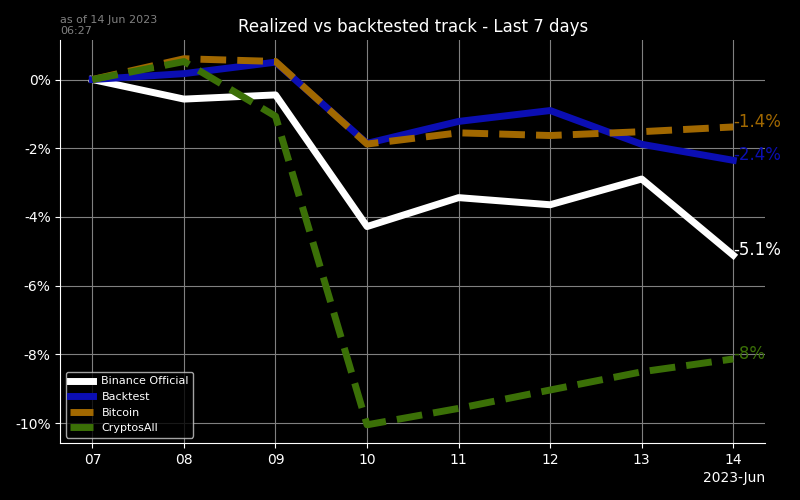 as of 14 Jun 2023
06:27
Realized vs backtested track - Last 7 days
0%
-2%
-4%
-6%
-8%
-10%
-1.4%
-2.4%
-5.1%
-8%
Binance Official
Backtest
Bitcoin
CryptosAll
07 08 09 10 11 12 13 14
2023-Jun